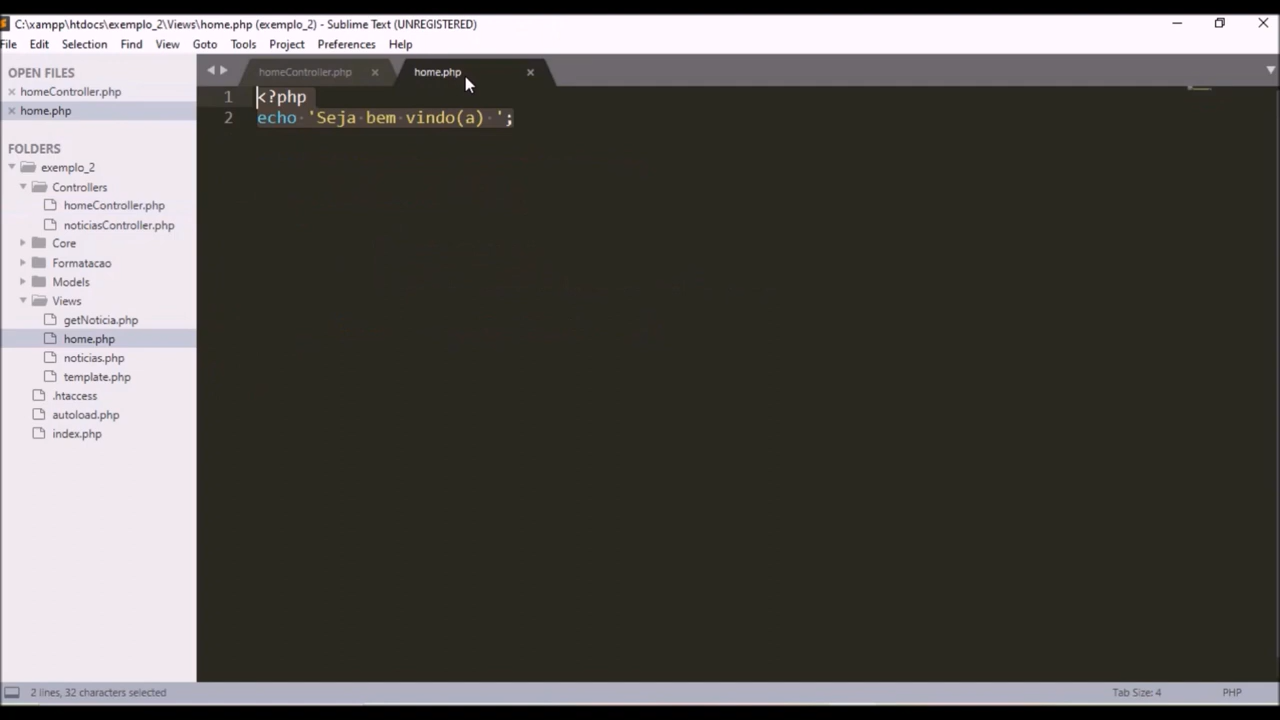 C:\xampp\htdocs\exemplo_2\Views\home.php (exemplo_2) - Sublime Text (UNREGISTERED)
File Edit Selection Find View Goto Tools Project Preferences Help
OPEN FILES
homeController.php
home.php
FOLDERS
exemplo_2
Controllers
homeController.php
noticiasController.php
Core
Formatacao
Models
Views
getNoticia.php
home.php
noticias.php
template.php
.htaccess
autoload.php
index.php
homeController.php home.php
1 <?php
2 echo 'Seja bem vindo(a) ';
2 lines, 32 characters selected
Tab Size: 4 PHP